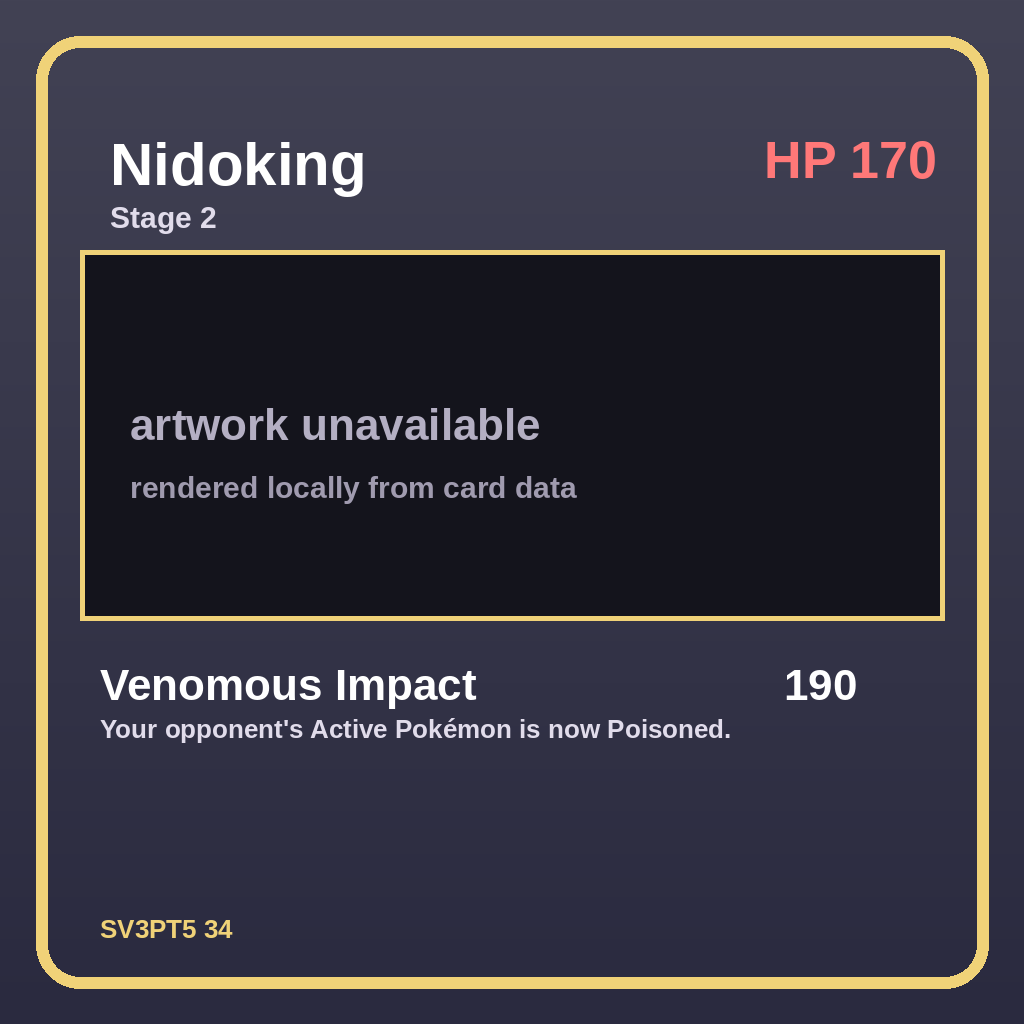 Nidoking
HP 170
Stage 2
artwork unavailable
rendered locally from card data
Venomous Impact
190
Your opponent's Active Pokémon is now Poisoned.
SV3PT5 34